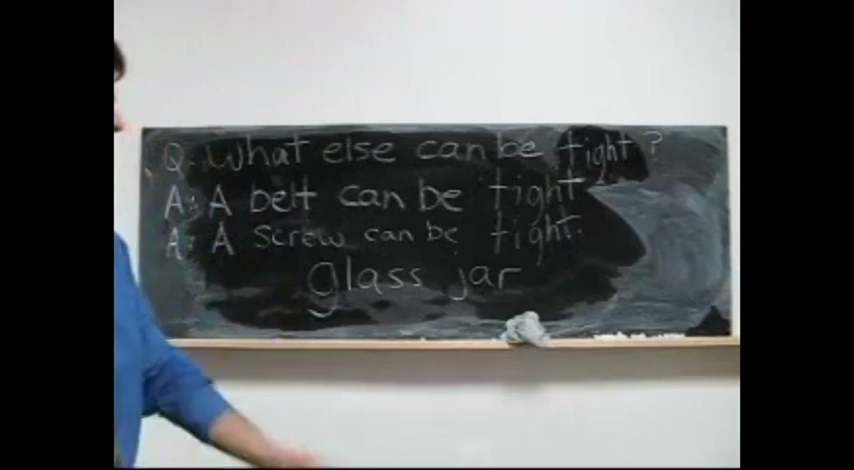 Q: What else can be tight?
A: A belt can be tight
A: A screw can be tight.
glass jar